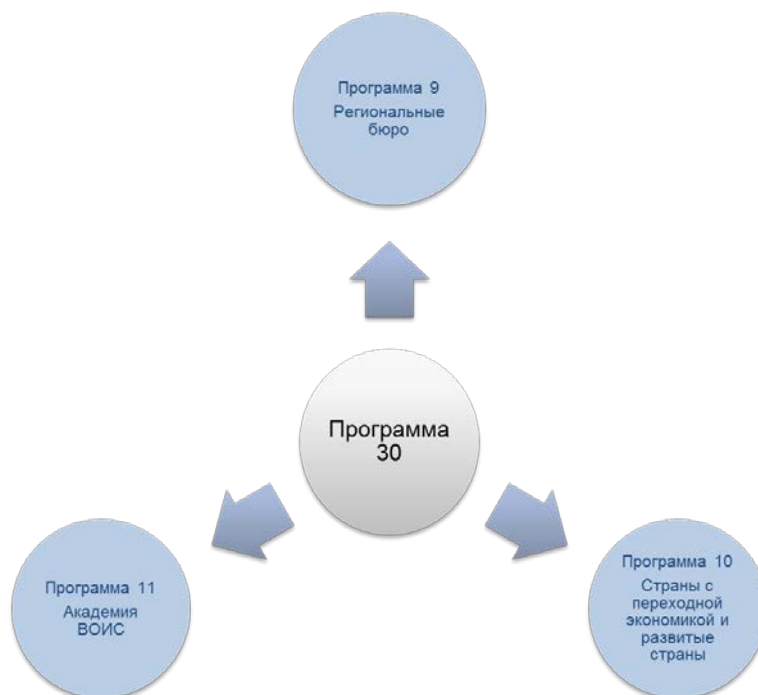 Программа 9
Региональные
бюро
Программа
30
Программа 11
Академия
ВОИС
Программа 10
Страны с
переходной
экономикой и
развитые
страны